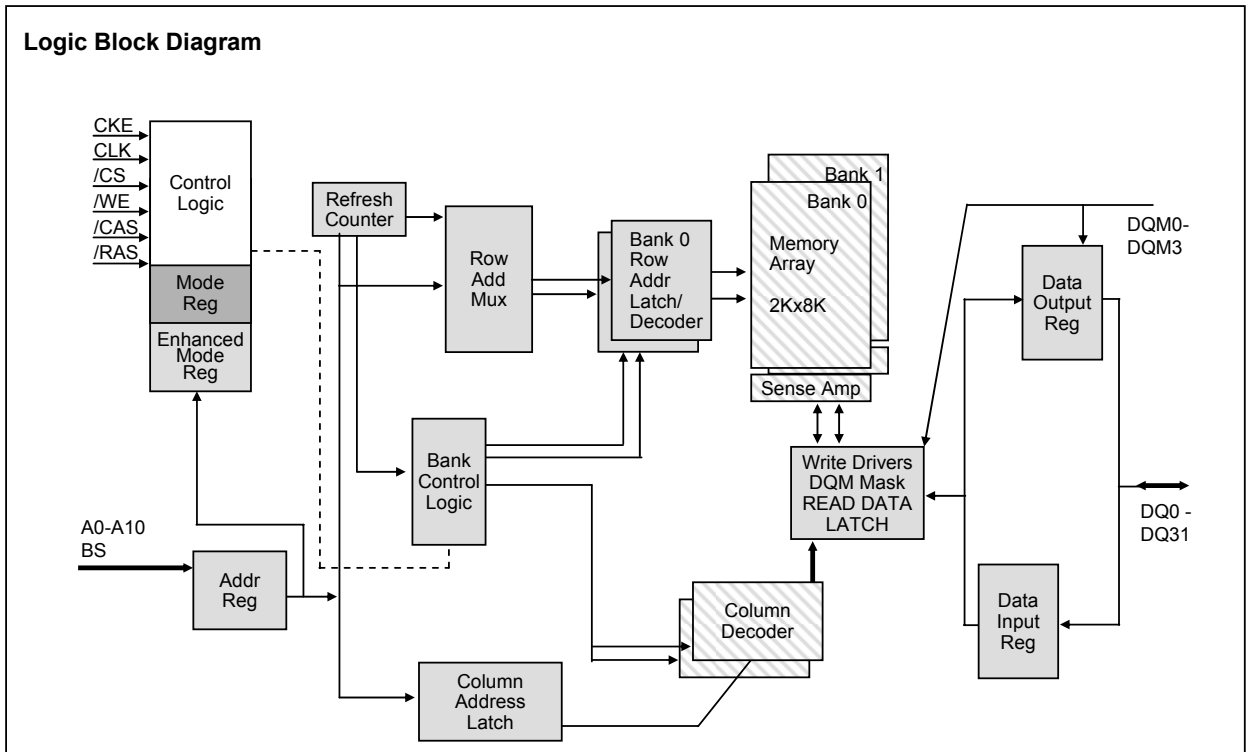 Logic Block Diagram
CKE
CLK
/CS
/WE
/CAS
/RAS
Control
Logic
Mode
Reg
Enhanced
Mode
Reg
Refresh
Counter
Row
Add
Mux
Bank 0
Row
Addr
Latch/
Decoder
Bank 1
Bank 0
Memory
Array
2Kx8K
Sense Amp
DQM0-
DQM3
Data
Output
Reg
Bank
Control
Logic
Write Drivers
DQM Mask
READ DATA
LATCH
DQ0 -
DQ31
A0-A10
BS
Addr
Reg
Column
Decoder
Data
Input
Reg
Column
Address
Latch